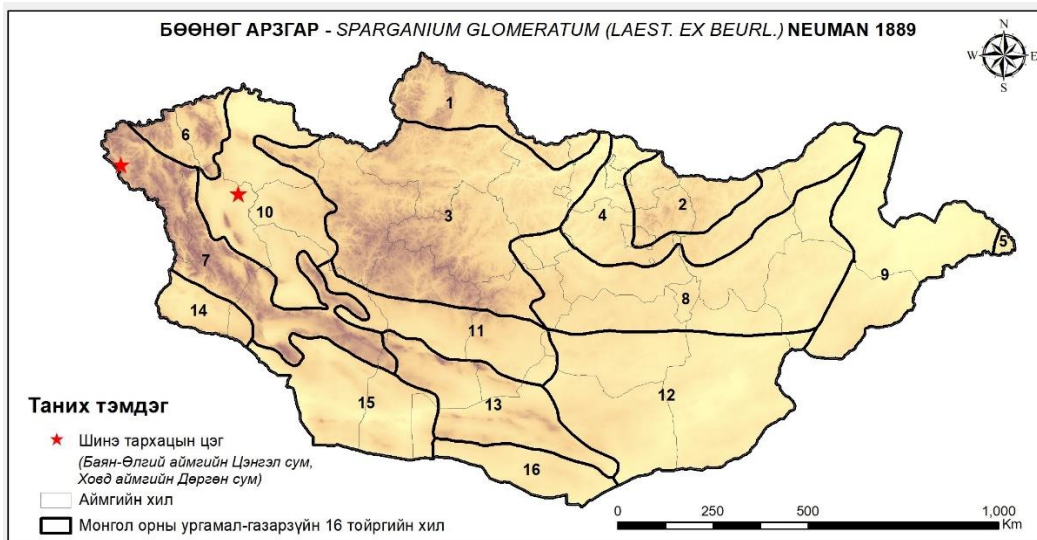 БӨӨНӨГ АРЗГАР - SPARGANIUM GLOMERATUM (LAEST. EX BEURL.) NEUMAN 1889
N
W E
S
1
6
2
3
4
10
5
7
9
8
14
11
12
15
13
16
Таних тэмдэг
Шинэ тархацын цэг
(Баян-Өлгий аймгийн Цэнгэл сум,
Ховд аймгийн Дөргөн сум)
Аймгийн хил
Монгол орны ургамал-газарзүйн 16 тойргийн хил
0 250 500 1,000
Km